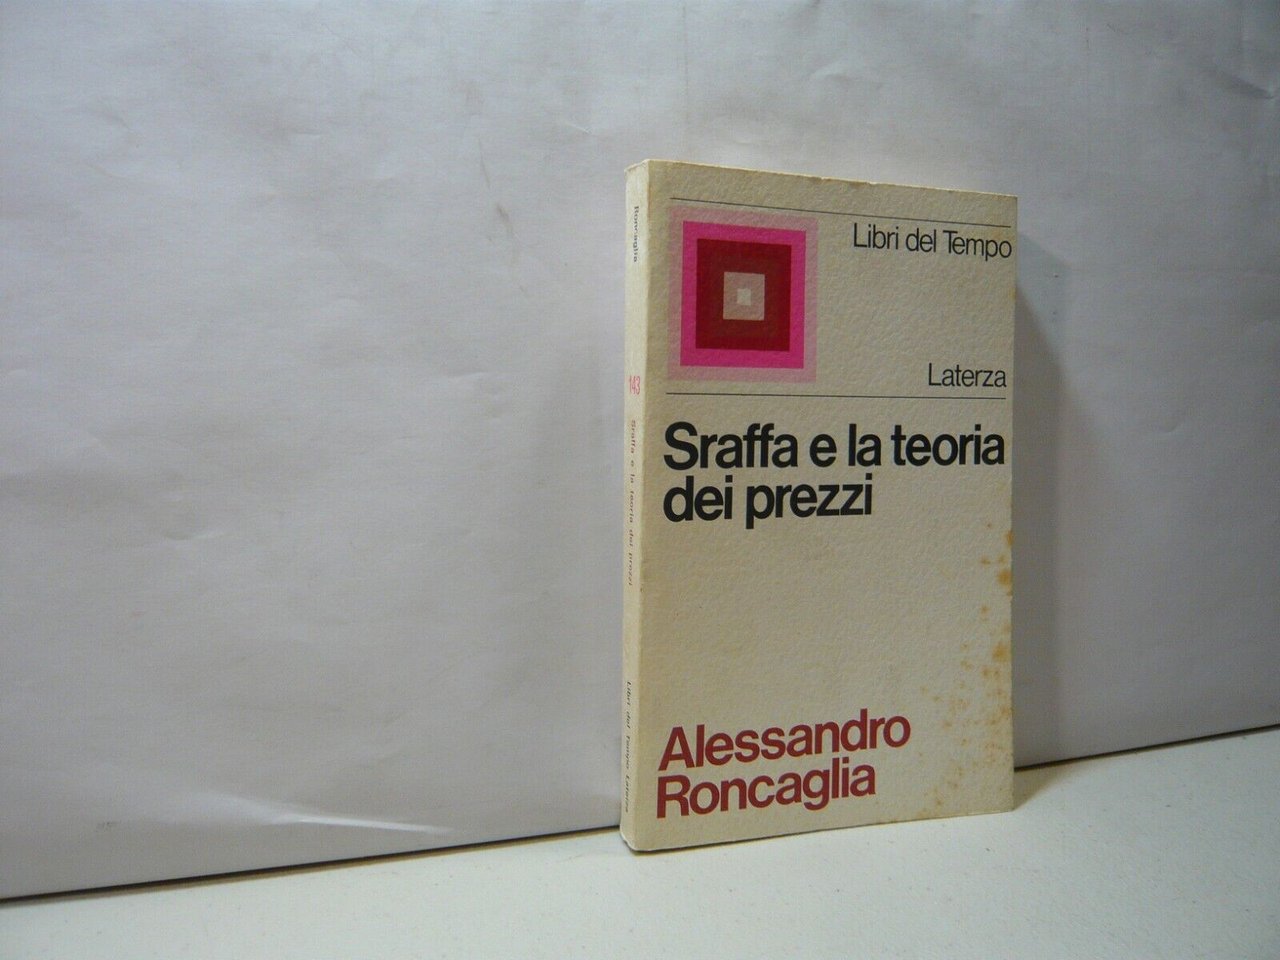 Libri del Tempo
Laterza
Sraffa e la teoria
dei prezzi
Alessandro
Roncaglia
Roncaglia
143
Sraffa e la teoria dei prezzi
Libri del Tempo Laterza